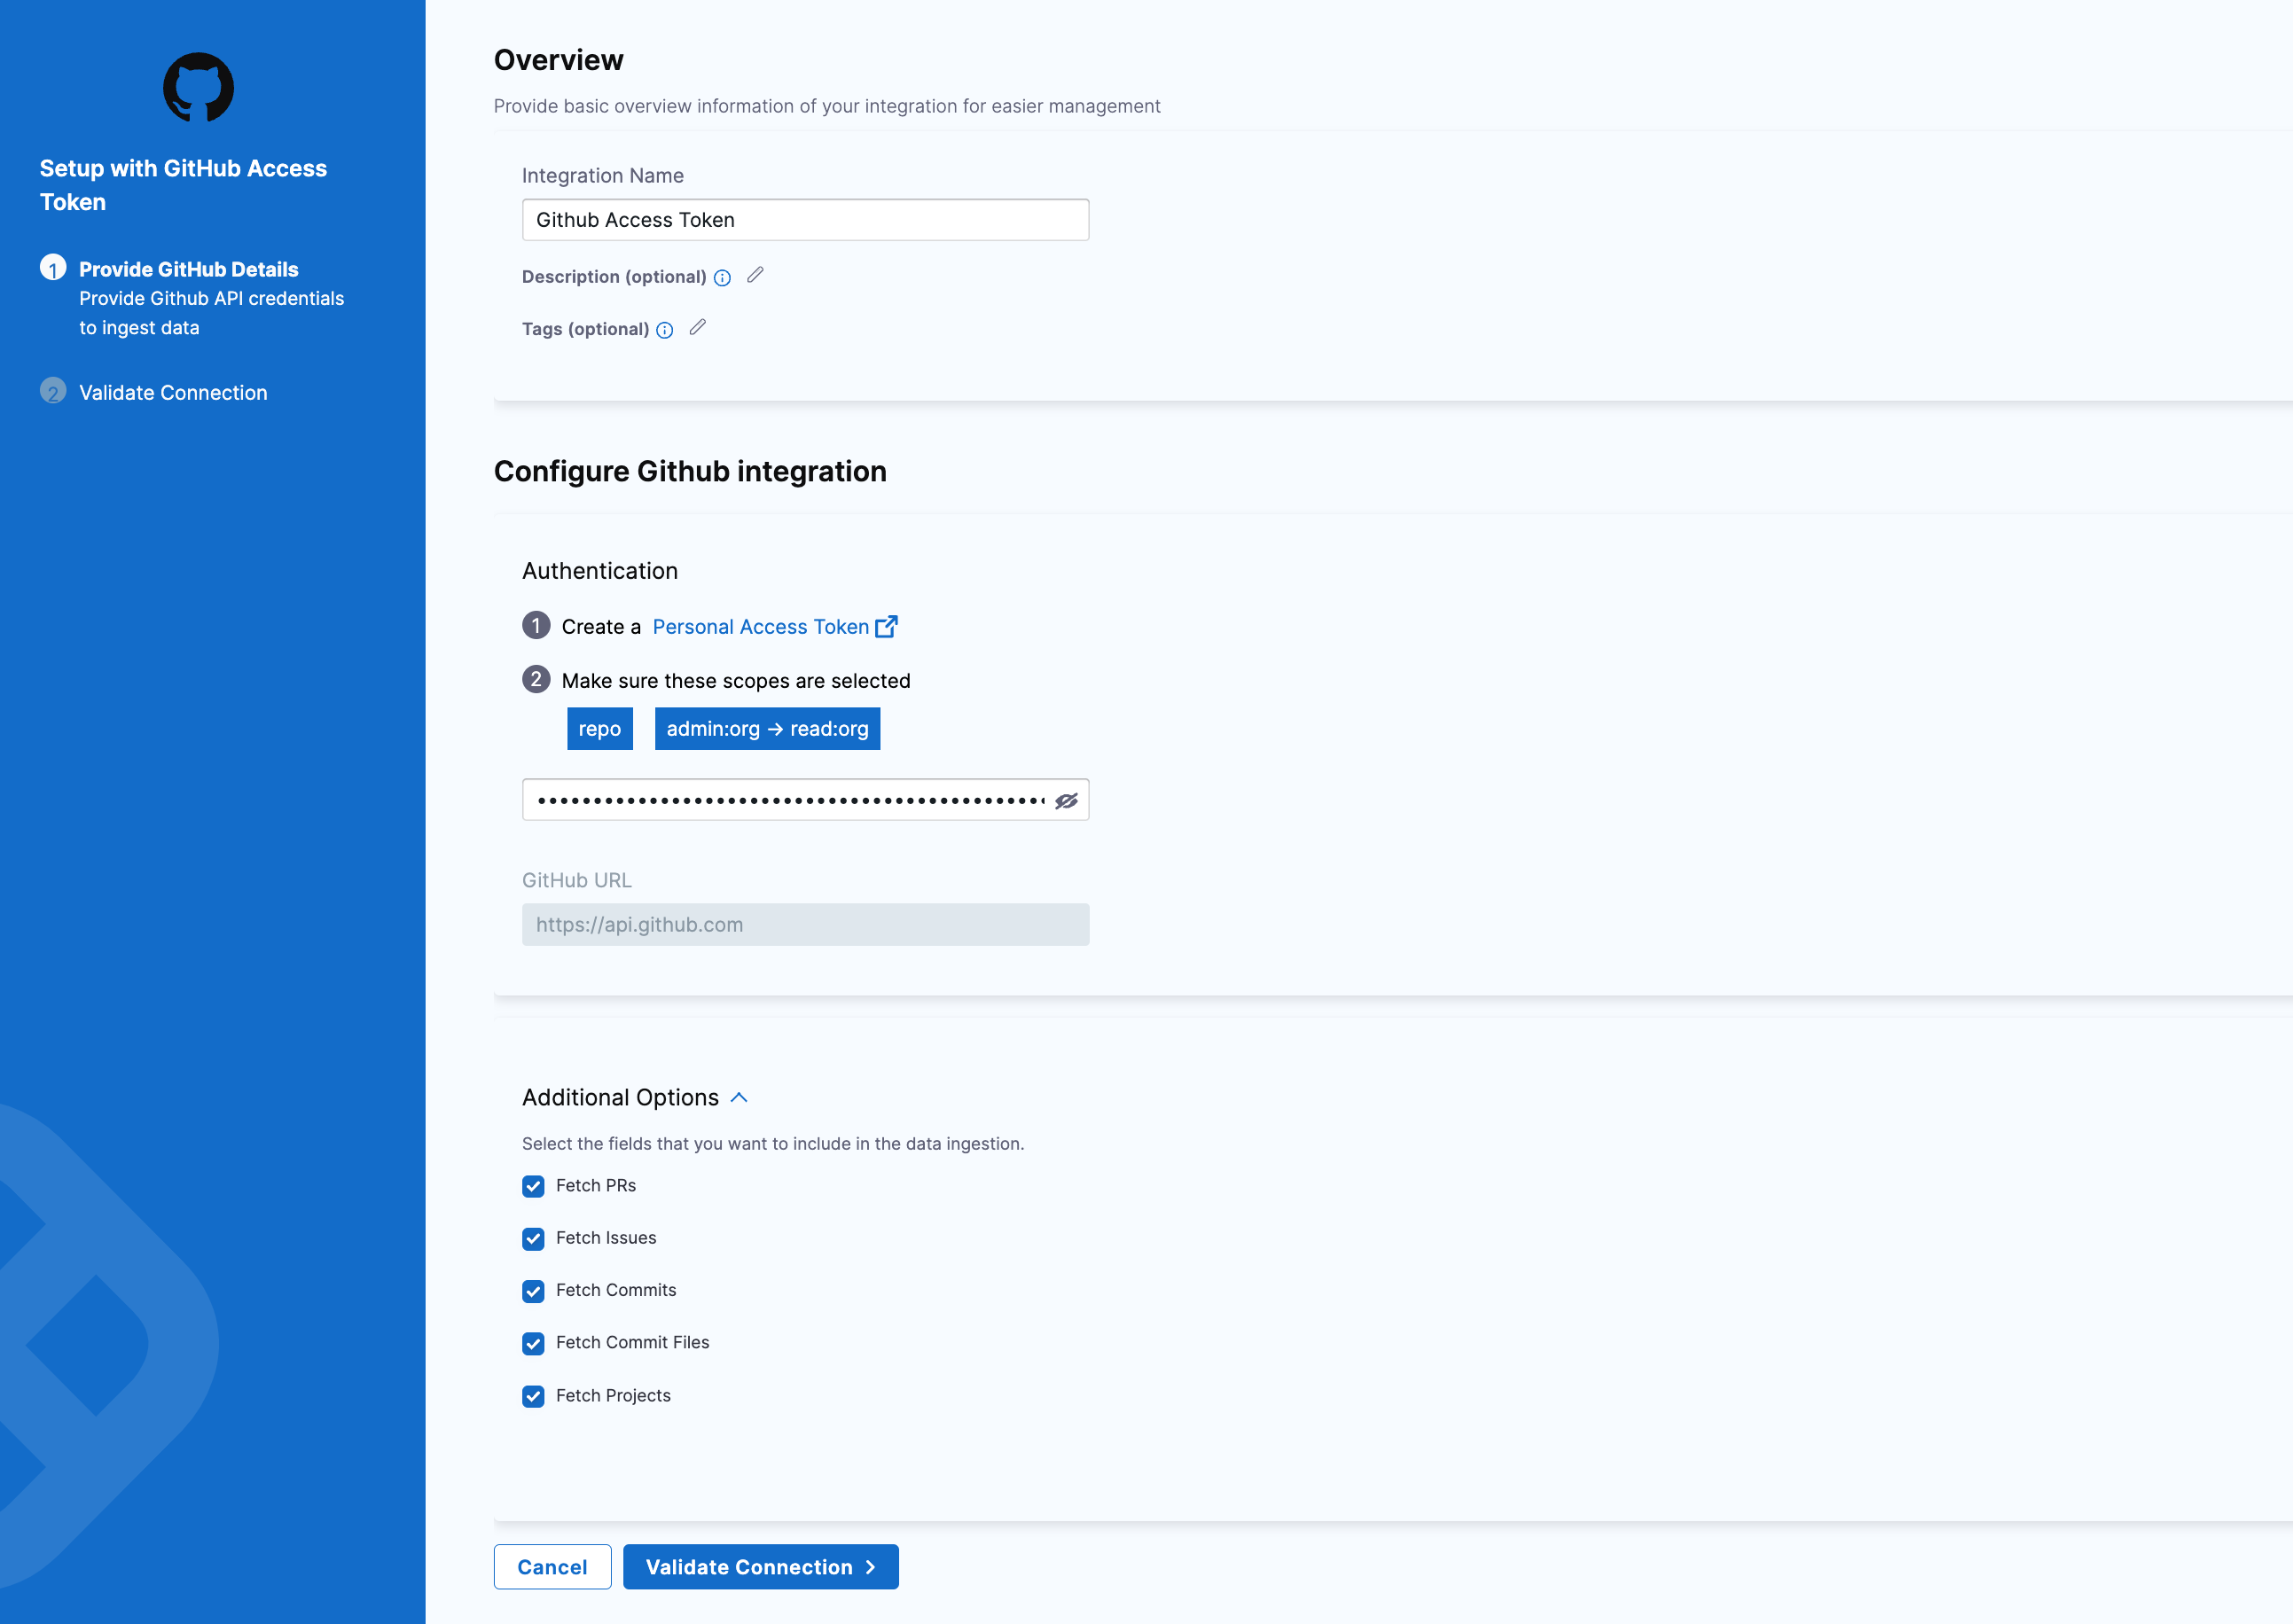 Setup with GitHub Access
Token
1 Provide GitHub Details
Provide Github API credentials
to ingest data
2 Validate Connection
Overview
Provide basic overview information of your integration for easier management
Integration Name
Github Access Token
Description (optional)
Tags (optional)
Configure Github integration
Authentication
1 Create a Personal Access Token
2 Make sure these scopes are selected
repo admin:org → read:org
GitHub URL
https://api.github.com
Additional Options
Select the fields that you want to include in the data ingestion.
Fetch PRs
Fetch Issues
Fetch Commits
Fetch Commit Files
Fetch Projects
Cancel Validate Connection